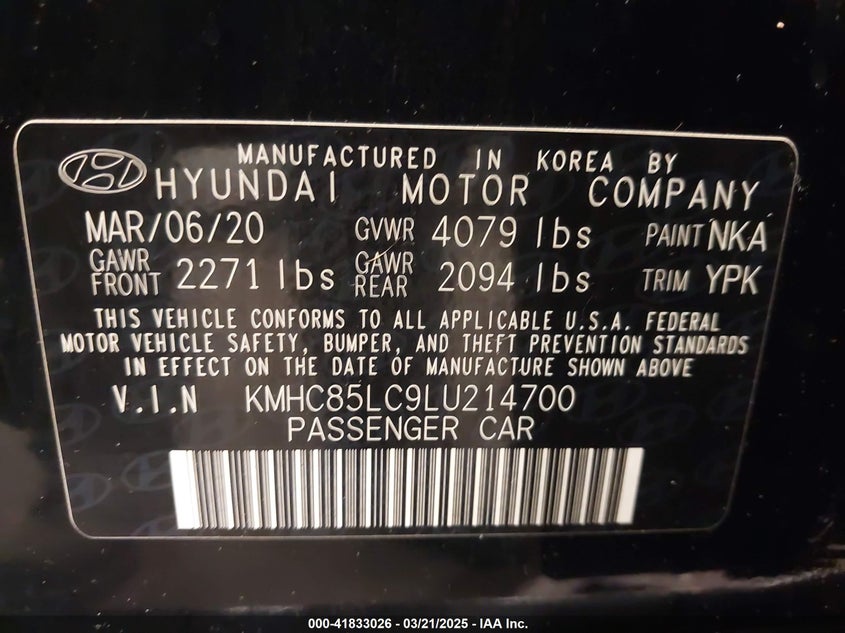 MANUFACTURED IN KOREA BY
HYUNDAI MOTOR COMPANY
MAR/06/20 GVWR 4079 lbs PAINT NKA
GAWR FRONT 2271 lbs GAWR REAR 2094 lbs TRIM YPK
THIS VEHICLE CONFORMS TO ALL APPLICABLE U.S.A. FEDERAL
MOTOR VEHICLE SAFETY, BUMPER, AND THEFT PREVENTION STANDARDS
IN EFFECT ON THE DATE OF MANUFACTURE SHOWN ABOVE
V.I.N KMHC85LC9LU214700
PASSENGER CAR
000-41833026 - 03/21/2025 - IAA Inc.